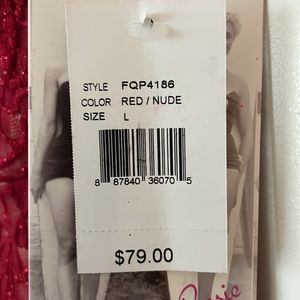 STYLE FQP4186
COLOR RED / NUDE
SIZE L
8 87840 36070 5
$79.00